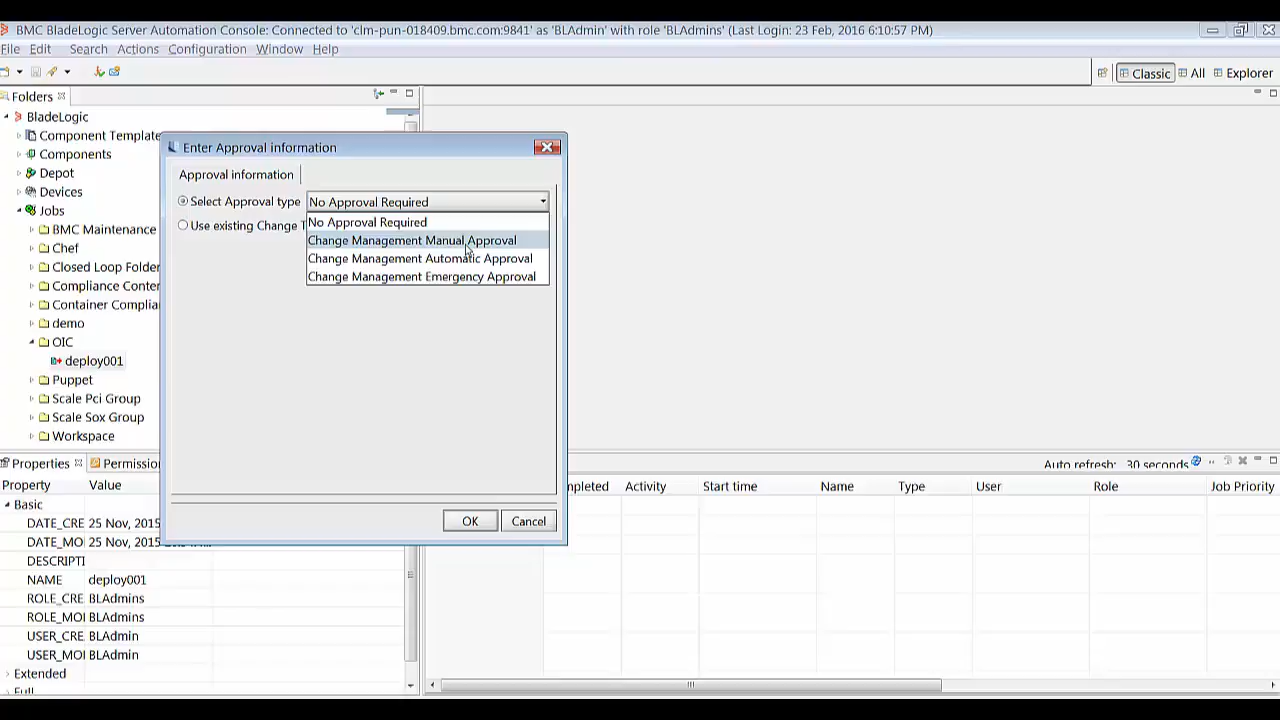 BMC BladeLogic Server Automation Console: Connected to 'clm-pun-018409.bmc.com:9841' as 'BLAdmin' with role 'BLAdmins' (Last Login: 23 Feb, 2016 6:10:57 PM)
File Edit Search Actions Configuration Window Help
Classic All Explorer
Folders
BladeLogic
Component Template
Components
Depot
Devices
Jobs
BMC Maintenance
Chef
Closed Loop Folder
Compliance Conter
Container Complia
demo
OIC
deploy001
Puppet
Scale Pci Group
Scale Sox Group
Workspace
Enter Approval information
Approval information
Select Approval type No Approval Required
Use existing Change T
No Approval Required
Change Management Manual Approval
Change Management Automatic Approval
Change Management Emergency Approval
OK Cancel
Properties Permission
Property Value
Basic
DATE_CRE 25 Nov, 2015
DATE_MO 25 Nov, 2015
DESCRIPTI
NAME deploy001
ROLE_CRE BLAdmins
ROLE_MOI BLAdmins
USER_CRE BLAdmin
USER_MOI BLAdmin
Extended
Full
Auto refresh: 30 seconds
mpleted Activity Start time Name Type User Role Job Priority